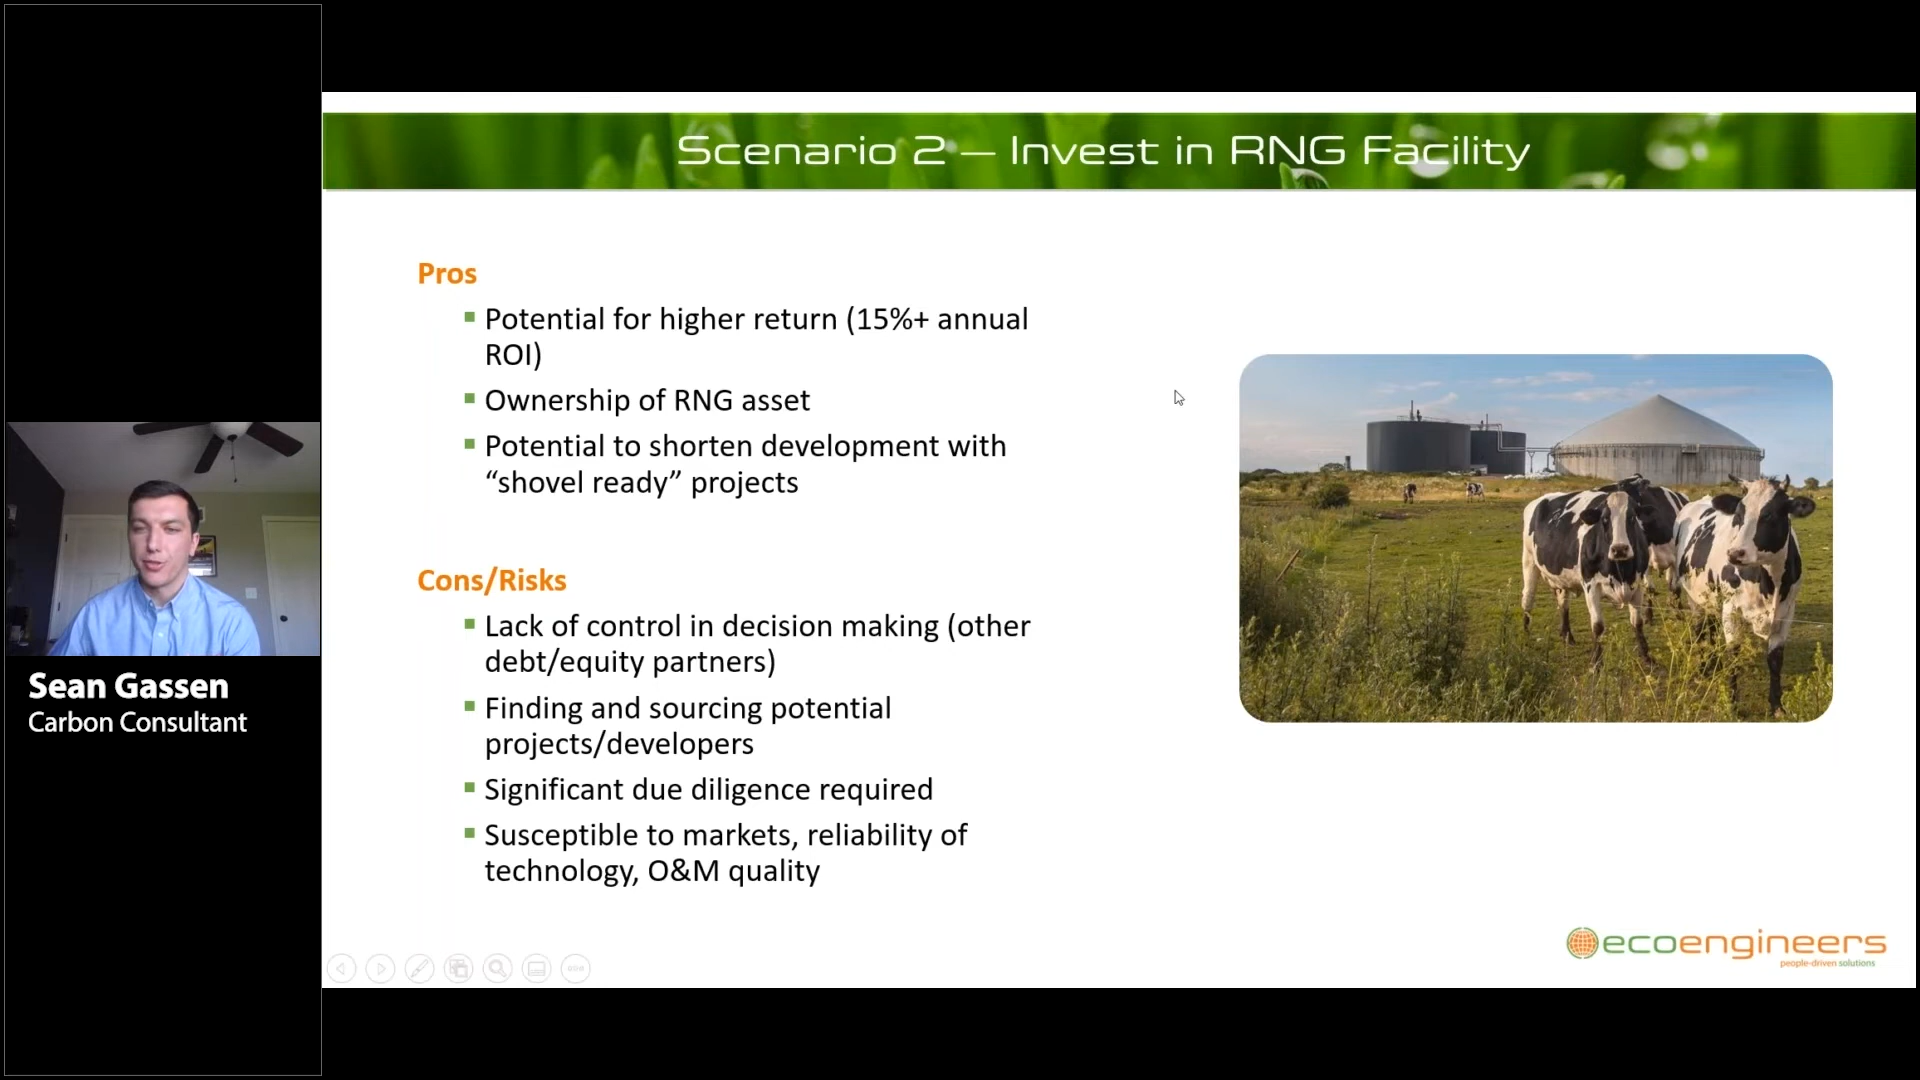 Scenario 2 — Invest in RNG Facility
Pros
Potential for higher return (15%+ annual
ROI)
Ownership of RNG asset
Potential to shorten development with
“shovel ready” projects
Cons/Risks
Lack of control in decision making (other
debt/equity partners)
Finding and sourcing potential
projects/developers
Significant due diligence required
Susceptible to markets, reliability of
technology, O&M quality
Sean Gassen
Carbon Consultant
ecoengineers
people-driven solutions